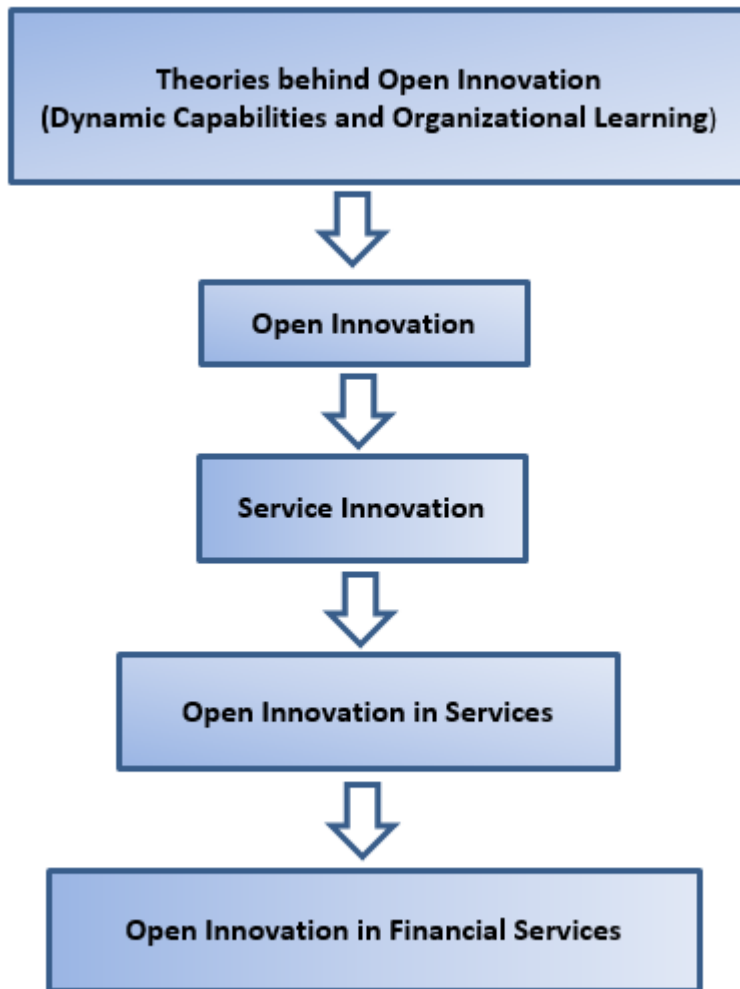 Theories behind Open Innovation
(Dynamic Capabilities and Organizational Learning)
Open Innovation
Service Innovation
Open Innovation in Services
Open Innovation in Financial Services